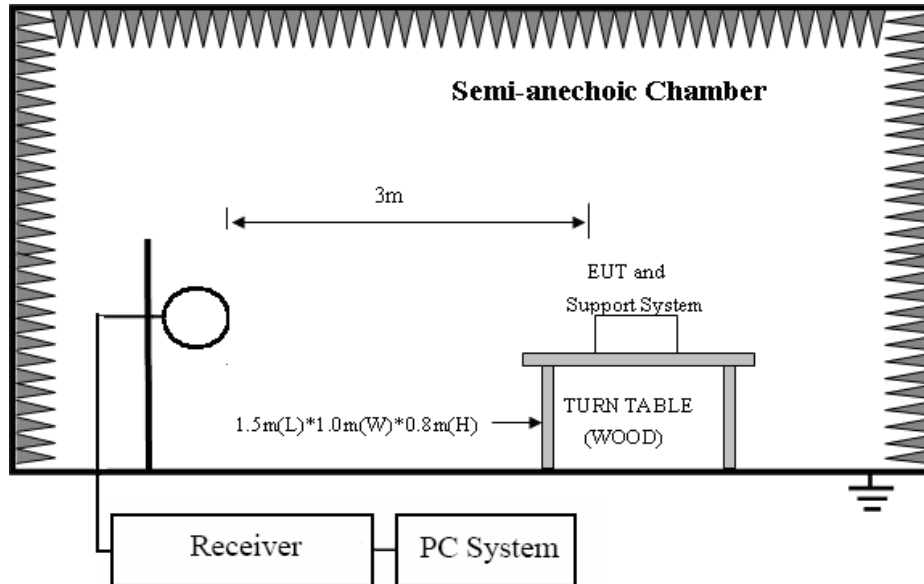 Semi-anechoic Chamber
3m
EUT and
Support System
1.5m(L)*1.0m(W)*0.8m(H)
TURN TABLE
(WOOD)
Receiver
PC System